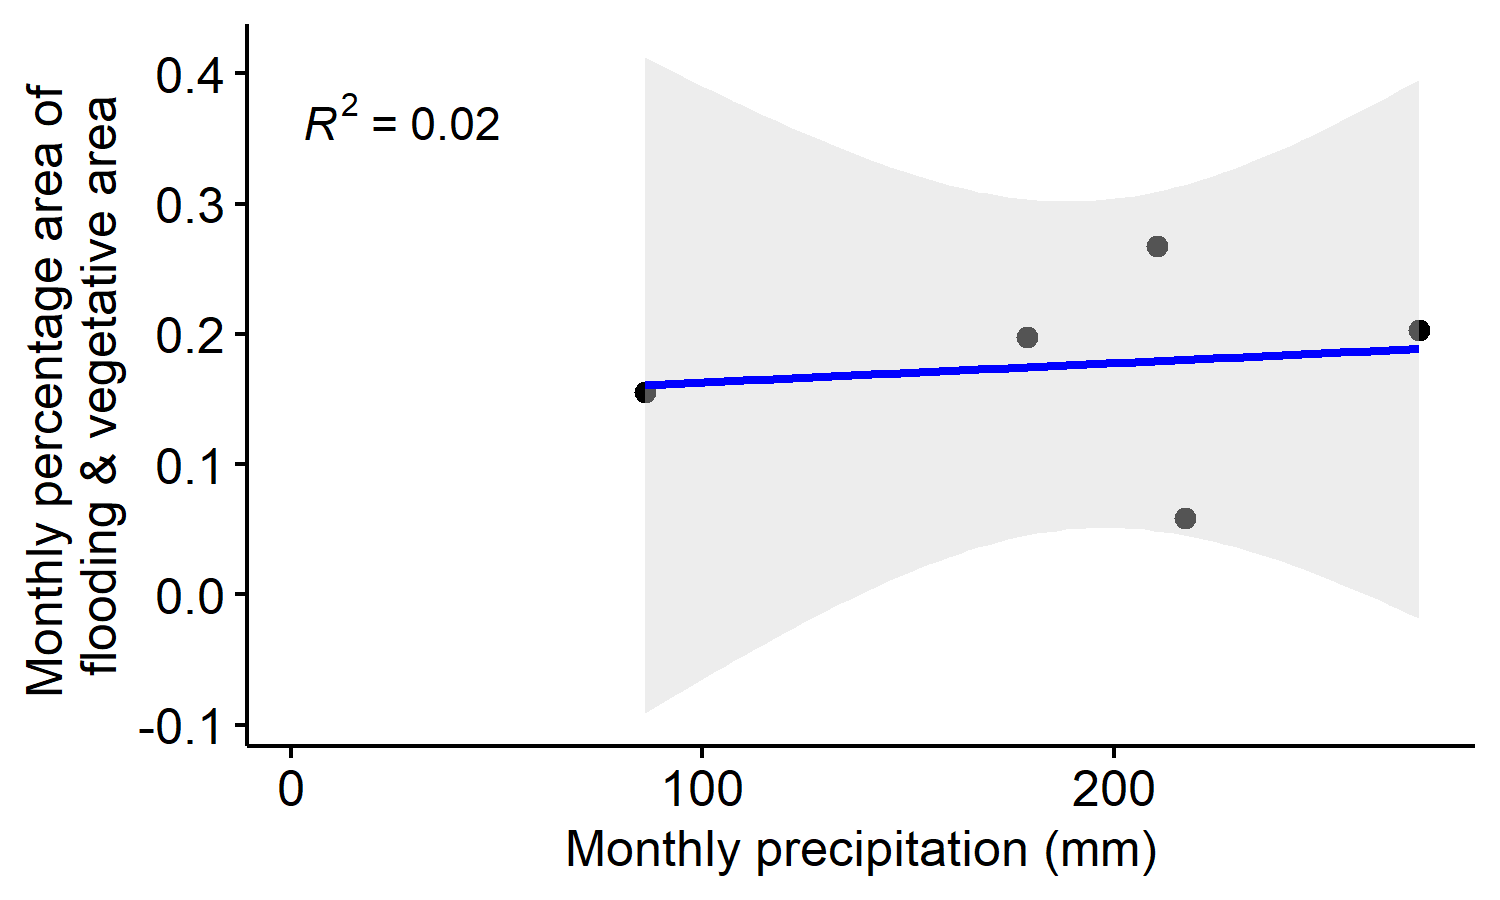 Monthly percentage area of
flooding & vegetative area
0.4
0.3
0.2
0.1
0.0
-0.1
R² = 0.02
0 100 200
Monthly precipitation (mm)